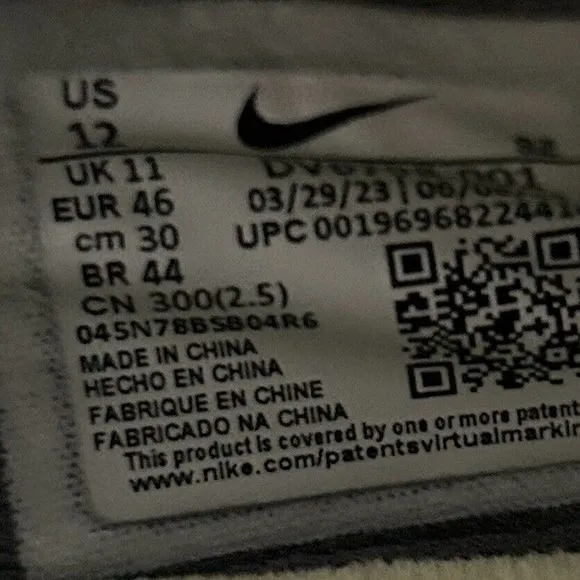 US
12
UK 11
EUR 46
03/29/23 |
cm 30
UPC 0019696822441
BR 44
CN 300(2.5)
045N78BSB04R6
MADE IN CHINA
HECHO EN CHINA
FABRIQUE EN CHINE
FABRICADO NA CHINA
This product is covered by one or more patent
www.nike.com/patentsvirtualmarkin